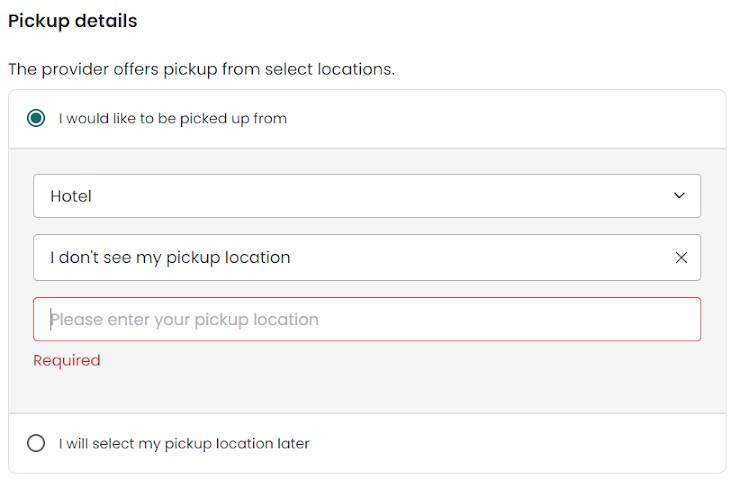 Pickup details
The provider offers pickup from select locations.
I would like to be picked up from
Hotel
I don't see my pickup location
Please enter your pickup location
Required
I will select my pickup location later